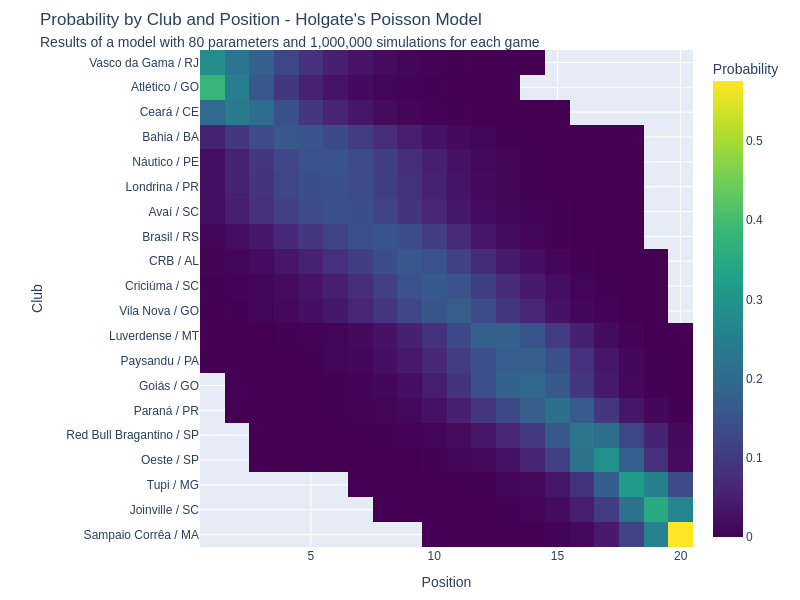 Probability by Club and Position - Holgate's Poisson Model
Results of a model with 80 parameters and 1,000,000 simulations for each game
Probability
Vasco da Gama / RJ
Atlético / GO
Ceará / CE
Bahia / BA
Náutico / PE
Londrina / PR
Avaí / SC
Brasil / RS
CRB / AL
Criciúma / SC
Vila Nova / GO
Luverdense / MT
Paysandu / PA
Goiás / GO
Paraná / PR
Red Bull Bragantino / SP
Oeste / SP
Tupi / MG
Joinville / SC
Sampaio Corrêa / MA
Club
5
10
15
20
Position
0.5
0.4
0.3
0.2
0.1
0